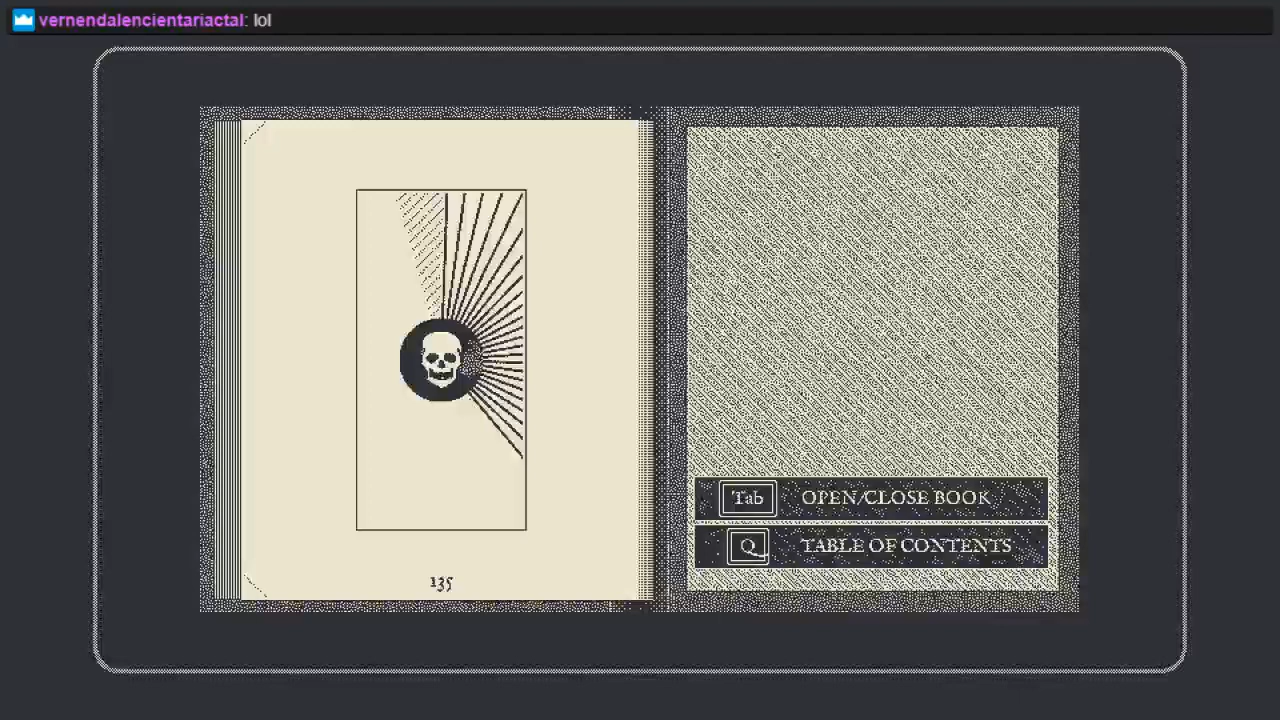 vernendalencientariactal: lol
Tab OPEN/CLOSE BOOK
Q TABLE OF CONTENTS
135